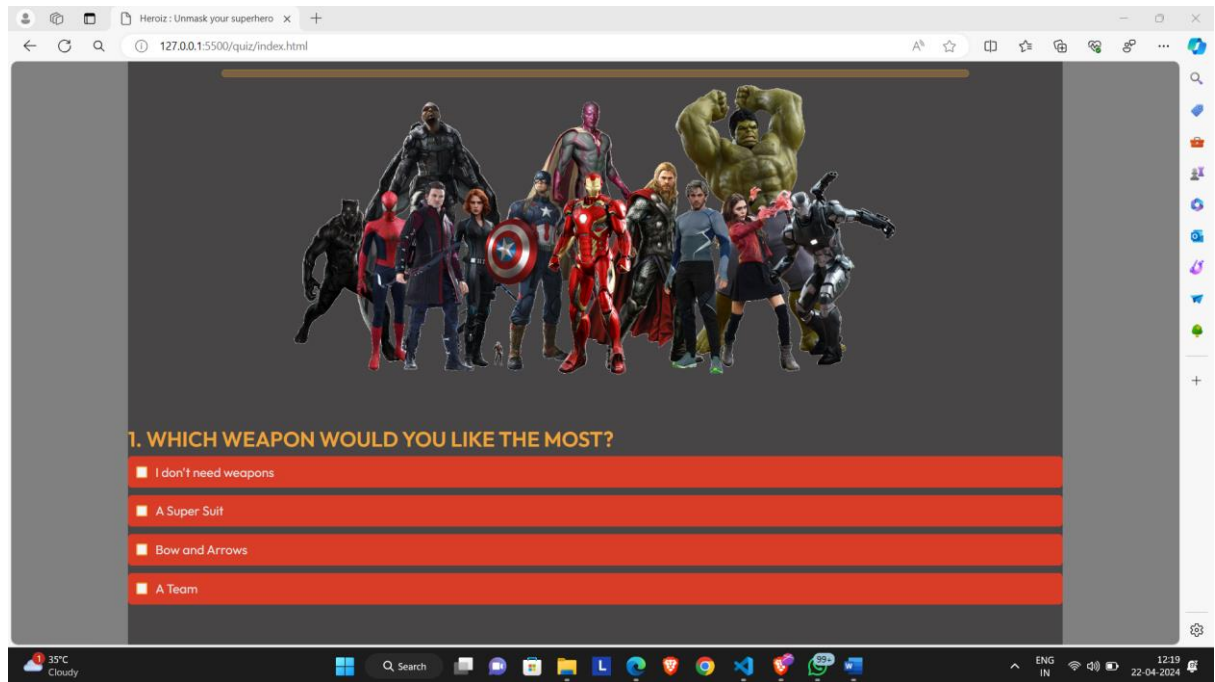 Heroiz : Unmask your superhero
127.0.0.1:5500/quiz/index.html
1. WHICH WEAPON WOULD YOU LIKE THE MOST?
I don't need weapons
A Super Suit
Bow and Arrows
A Team
1
35°C
Cloudy
Search
L
99+
ENG
IN
12:19
22-04-2024